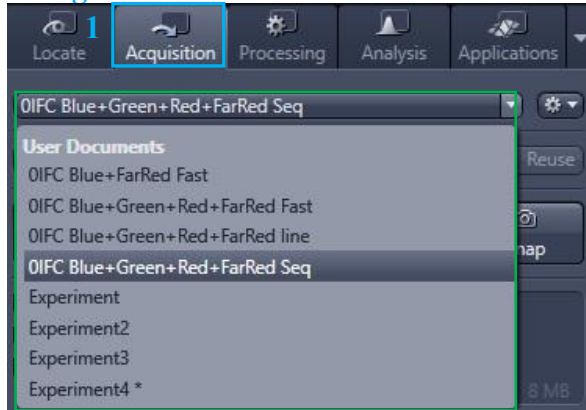 1
Locate Acquisition Processing Analysis Applications
0IFC Blue+Green+Red+FarRed Seq
User Documents
Reuse
0IFC Blue+FarRed Fast
0IFC Blue+Green+Red+FarRed Fast
0IFC Blue+Green+Red+FarRed line
nap
0IFC Blue+Green+Red+FarRed Seq
Experiment
Experiment2
Experiment3
Experiment4 *
8 MB